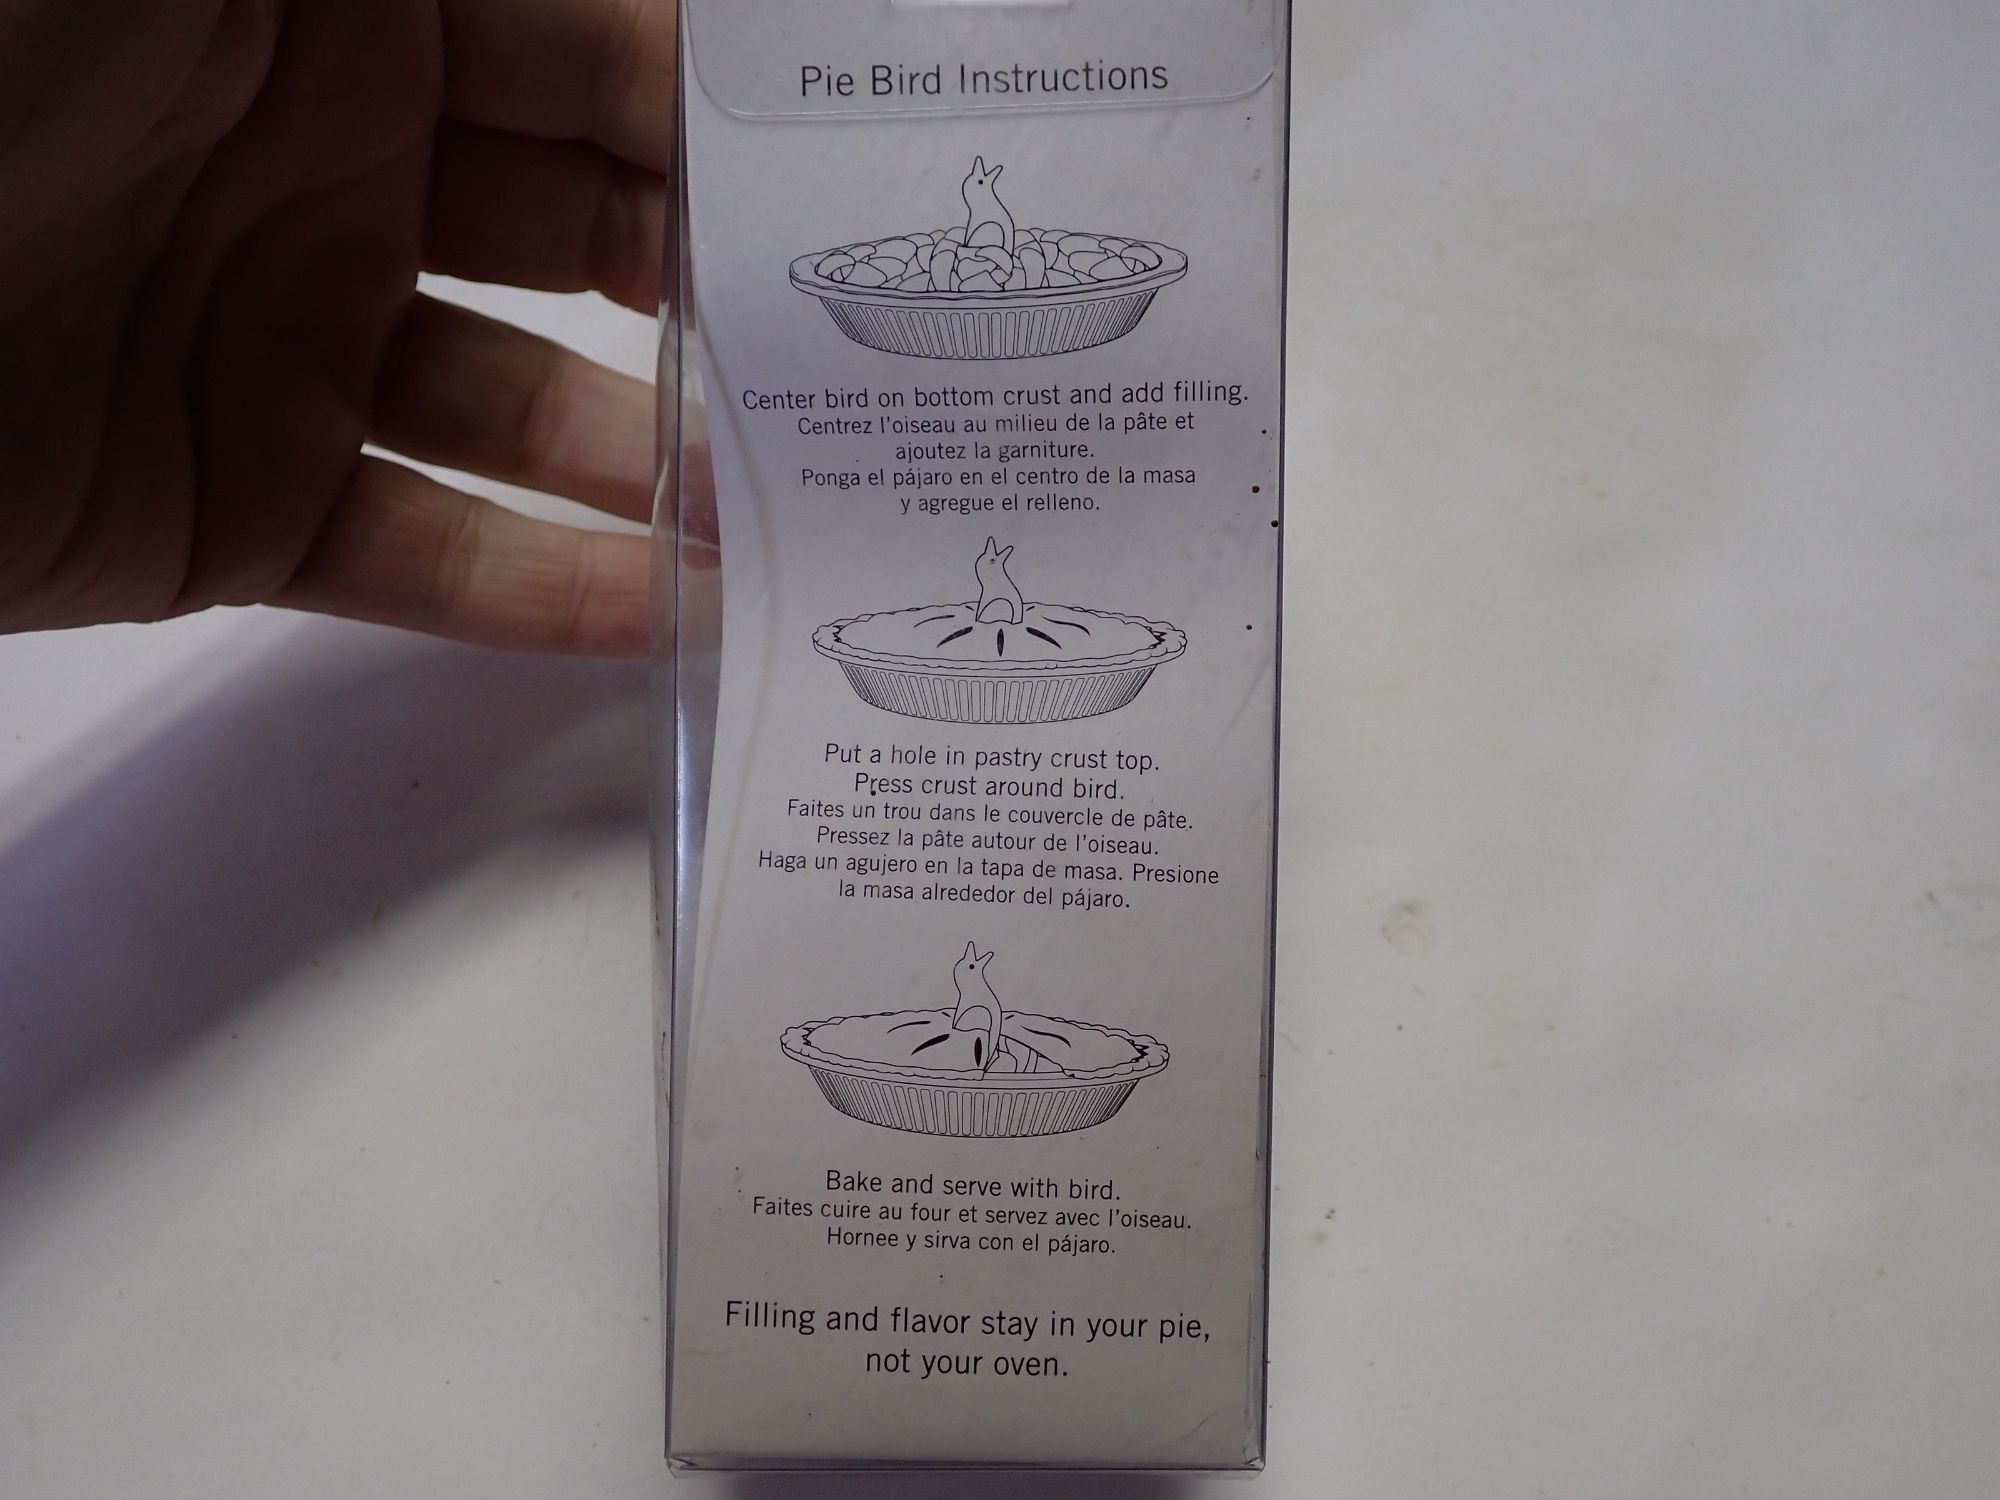 Pie Bird Instructions
Center bird on bottom crust and add filling.
Centrez l'oiseau au milieu de la pâte et
ajoutez la garniture.
Ponga el pájaro en el centro de la masa
y agregue el relleno.
Put a hole in pastry crust top.
Press crust around bird.
Faites un trou dans le couvercle de pâte.
Pressez la pâte autour de l'oiseau.
Haga un agujero en la tapa de masa. Presione
la masa alrededor del pájaro.
Bake and serve with bird.
Faites cuire au four et servez avec l'oiseau.
Hornee y sirva con el pájaro.
Filling and flavor stay in your pie,
not your oven.